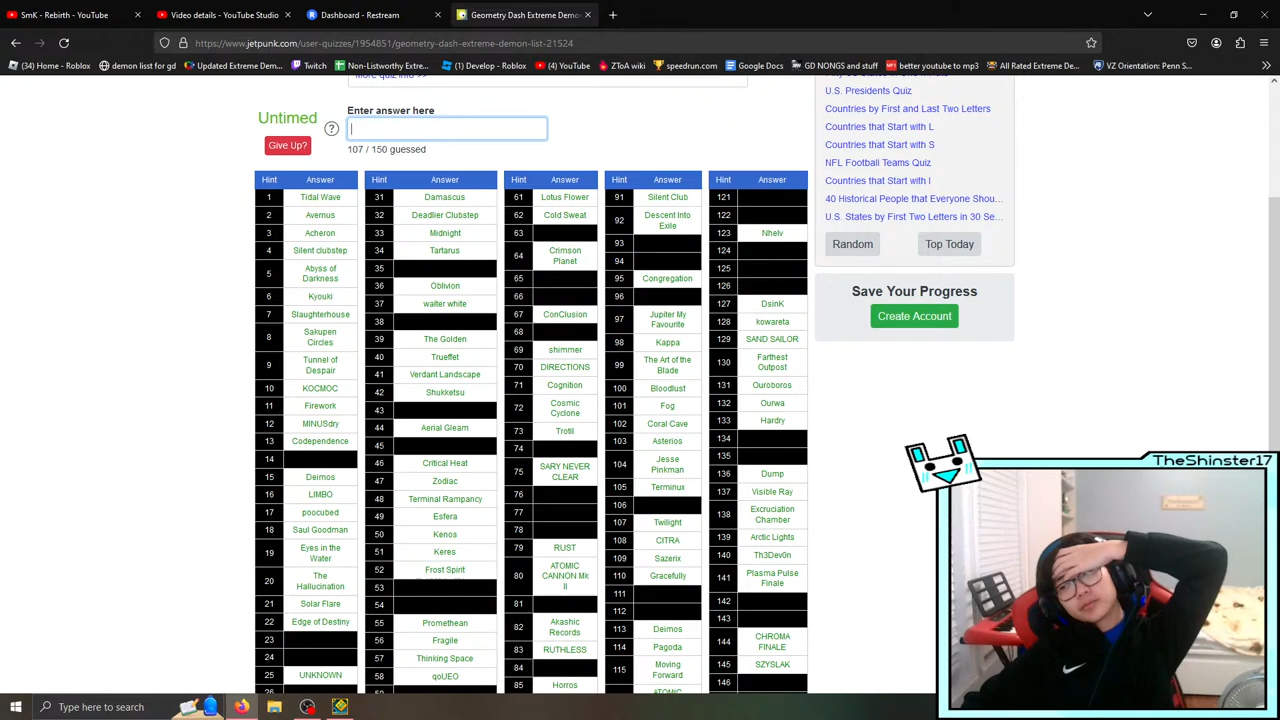 SmK - Rebirth - YouTube
Video details - YouTube Studio
Dashboard - Restream
Geometry Dash Extreme Demo
https://www.jetpunk.com/user-quizzes/1954851/geometry-dash-extreme-demon-list-21524
(34) Home - Roblox
demon lisst for gd
Updated Extreme Dem...
Twitch
Non-Listworthy Extre...
(1) Develop - Roblox
(4) YouTube
ZToA wiki
speedrun.com
Google Docs
GD NONGS and stuff
better youtube to mp3
All Rated Extreme De...
VZ Orientation: Penn S...
More quiz info >>
Untimed
Give Up?
?
Enter answer here
107 / 150 guessed
Hint Answer
1 Tidal Wave
2 Avernus
3 Acheron
4 Silent clubstep
5 Abyss of
Darkness
6 Kyouki
7 Slaughterhouse
8 Sakupen
Circles
9 Tunnel of
Despair
10 KOCMOC
11 Firework
12 MINUSdry
13 Codependence
14
15 Deimos
16 LIMBO
17 poocubed
18 Saul Goodman
19 Eyes in the
Water
20 The
Hallucination
21 Solar Flare
22 Edge of Destiny
23
24
25 UNKNOWN
26
Hint Answer
31 Damascus
32 Deadlier Clubstep
33 Midnight
34 Tartarus
35
36 Oblivion
37 walter white
38
39 The Golden
40 Trueffet
41 Verdant Landscape
42 Shukketsu
43
44 Aerial Gleam
45
46 Critical Heat
47 Zodiac
48 Terminal Rampancy
49 Esfera
50 Kenos
51 Keres
52 Frost Spirit
53
54
55 Promethean
56 Fragile
57 Thinking Space
58 qoUEO
Hint Answer
61 Lotus Flower
62 Cold Sweat
63
64 Crimson
Planet
65
66
67 ConClusion
68
69 shimmer
70 DIRECTIONS
71 Cognition
72 Cosmic
Cyclone
73 Trotil
74
75 SARY NEVER
CLEAR
76
77
78
79 RUST
80 ATOMIC
CANNON Mk
II
81
82 Akashic
Records
83 RUTHLESS
84
85 Horros
Hint Answer
91 Silent Club
92 Descent Into
Exile
93
94
95 Congregation
96
97 Jupiter My
Favourite
98 Kappa
99 The Art of the
Blade
100 Bloodlust
101 Fog
102 Coral Cave
103 Asterios
104 Jesse
Pinkman
105 Terminux
106
107 Twilight
108 CITRA
109 Sazerix
110 Gracefully
111
112
113 Deimos
114 Pagoda
115 Moving
Forward
ATOMIC
Hint Answer
121
122
123 Nhelv
124
125
126
127 DsinK
128 kowareta
129 SAND SAILOR
130 Farthest
Outpost
131 Ouroboros
132 Ourwa
133 Hardry
134
135
136 Dump
137 Visible Ray
138 Excruciation
Chamber
139 Arctic Lights
140 Th3Dev0n
141 Plasma Pulse
Finale
142
143
144 CHROMA
FINALE
145 SZYSLAK
146
U.S. Presidents Quiz
Countries by First and Last Two Letters
Countries that Start with L
Countries that Start with S
NFL Football Teams Quiz
Countries that Start with I
40 Historical People that Everyone Shou...
U.S. States by First Two Letters in 30 Se...
Random
Top Today
Save Your Progress
Create Account
TheShinster17
Type here to search